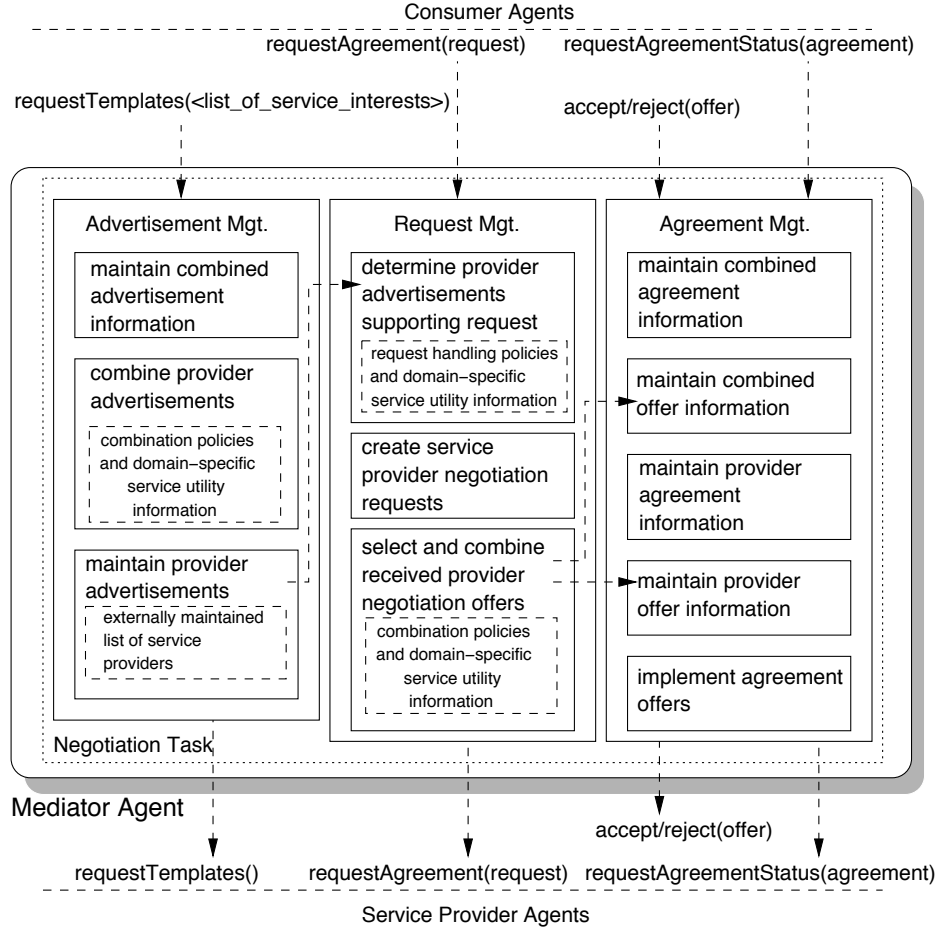 Consumer Agents
requestAgreement(request)
requestAgreementStatus(agreement)
requestTemplates(<list_of_service_interests>)
accept/reject(offer)
Advertisement Mgt.
maintain combined
advertisement
information
combine provider
advertisements
combination policies
and domain-specific
service utility
information
maintain provider
advertisements
externally maintained
list of service
providers
Request Mgt.
determine provider
advertisements
supporting request
request handling policies
and domain-specific
service utility information
create service
provider negotiation
requests
select and combine
received provider
negotiation offers
combination policies
and domain-specific
service utility
information
Agreement Mgt.
maintain combined
agreement
information
maintain combined
offer information
maintain provider
agreement
information
maintain provider
offer information
implement agreement
offers
Negotiation Task
Mediator Agent
accept/reject(offer)
requestTemplates()
requestAgreement(request)
requestAgreementStatus(agreement)
Service Provider Agents